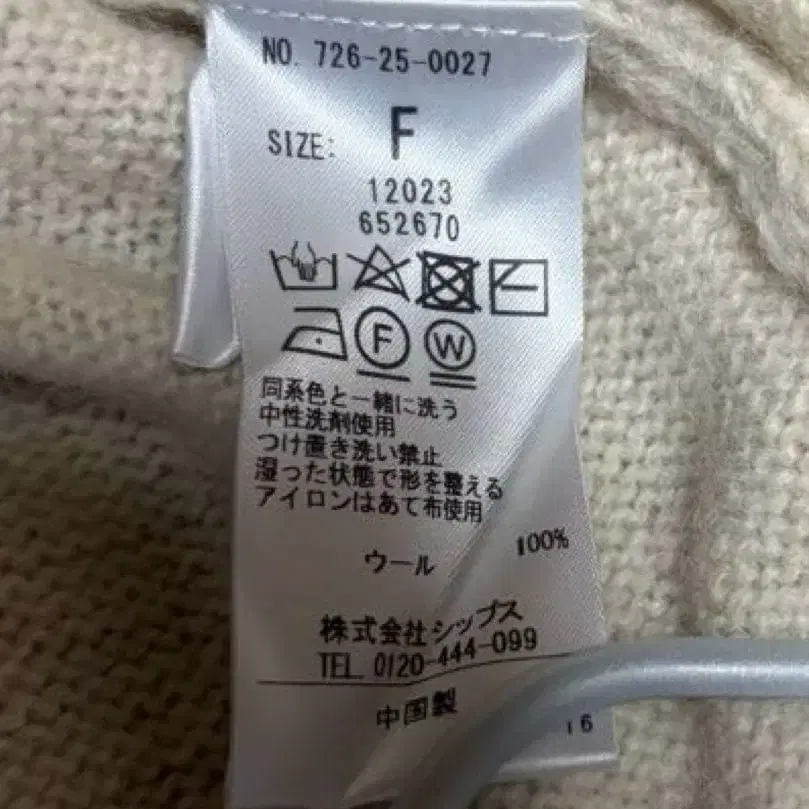 NO. 726-25-0027
SIZE: F
12023
652670
F W
同系色と一緒に洗う
中性洗剤使用
つけ置き洗い禁止
湿った状態で形を整える
アイロンはあて布使用
ウール 100%
株式会社シップス
TEL 0120-444-099
中国製
16